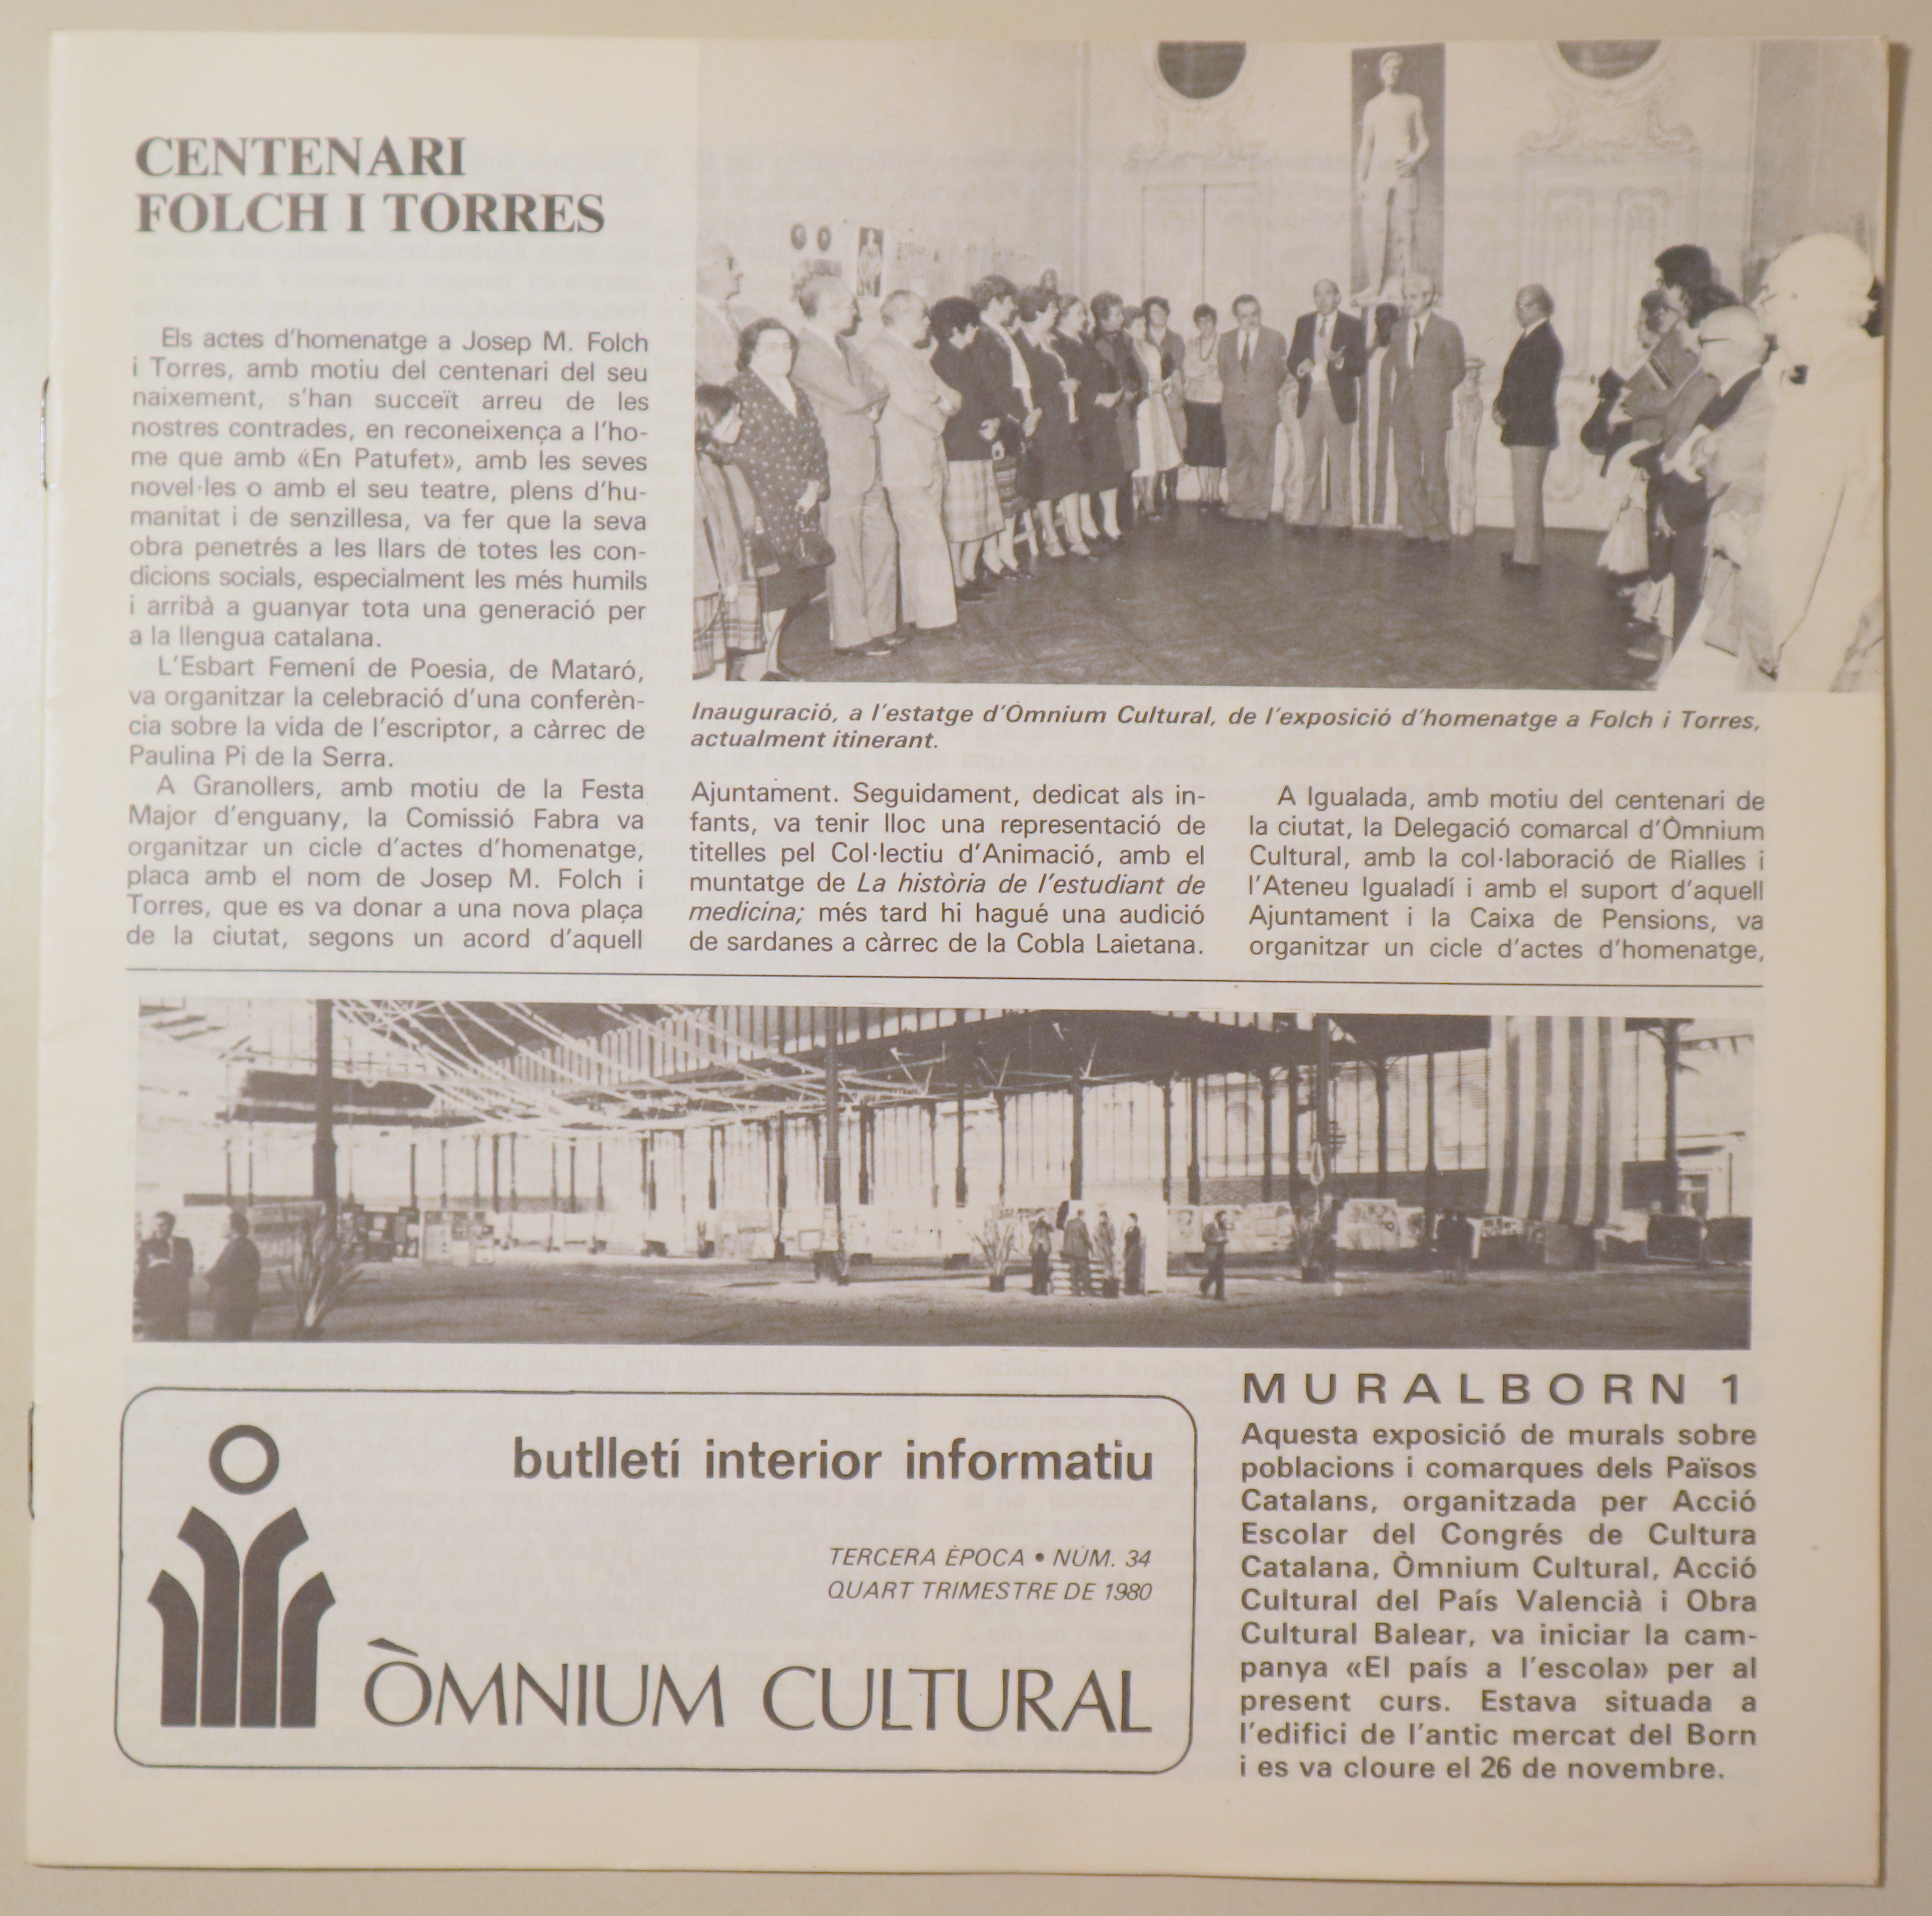 CENTENARI
FOLCH I TORRES
Els actes d'homenatge a Josep M. Folch
i Torres, amb motiu del centenari del seu
naixement, s'han succeït arreu de les
nostres contrades, en reconeixença a l'ho-
me que amb «En Patufet», amb les seves
novel·les o amb el seu teatre, plens d'hu-
manitat i de senzillesa, va fer que la seva
obra penetrés a les llars de totes les con-
dicions socials, especialment les més humils
i arribà a guanyar tota una generació per
a la llengua catalana.
L'Esbart Femení de Poesia, de Mataró,
va organitzar la celebració d'una conferèn-
cia sobre la vida de l'escriptor, a càrrec de
Paulina Pi de la Serra.
A Granollers, amb motiu de la Festa
Major d'enguany, la Comissió Fabra va
organitzar un cicle d'actes d'homenatge,
placa amb el nom de Josep M. Folch i
Torres, que es va donar a una nova plaça
de la ciutat, segons un acord d'aquell
Inauguració, a l'estatge d'Òmnium Cultural, de l'exposició d'homenatge a Folch i Torres,
actualment itinerant.
Ajuntament. Seguidament, dedicat als in-
fants, va tenir lloc una representació de
titelles pel Col·lectiu d'Animació, amb el
muntatge de La història de l'estudiant de
medicina; més tard hi hagué una audició
de sardanes a càrrec de la Cobla Laietana.
A Igualada, amb motiu del centenari de
la ciutat, la Delegació comarcal d'Òmnium
Cultural, amb la col·laboració de Rialles i
l'Ateneu Igualadí i amb el suport d'aquell
Ajuntament i la Caixa de Pensions, va
organitzar un cicle d'actes d'homenatge,
butlletí interior informatiu
TERCERA ÈPOCA • NÚM. 34
QUART TRIMESTRE DE 1980
ÒMNIUM CULTURAL
MURALBORN 1
Aquesta exposició de murals sobre
poblacions i comarques dels Països
Catalans, organitzada per Acció
Escolar del Congrés de Cultura
Catalana, Òmnium Cultural, Acció
Cultural del País Valencià i Obra
Cultural Balear, va iniciar la cam-
panya «El país a l'escola» per al
present curs. Estava situada a
l'edifici de l'antic mercat del Born
i es va cloure el 26 de novembre.